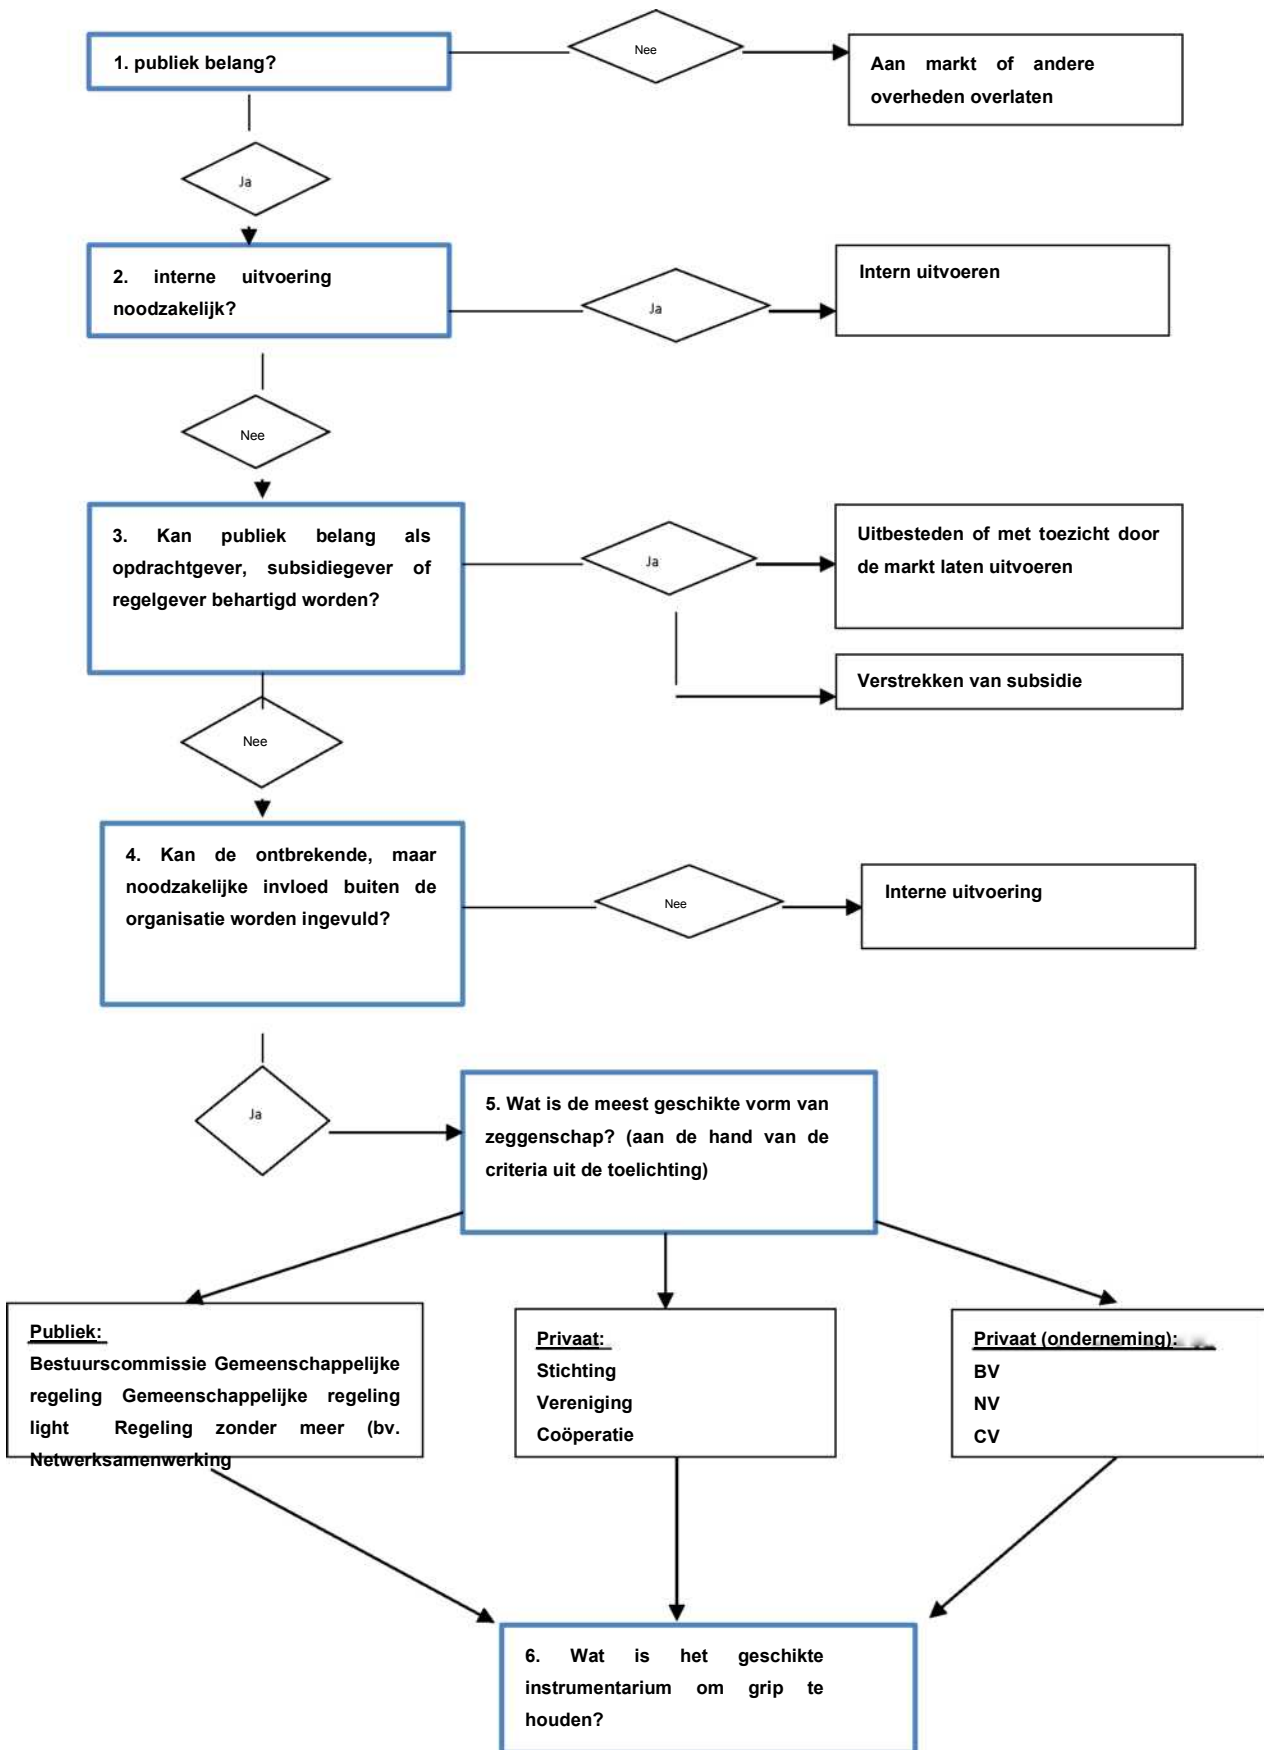 1. publiek belang?
Nee
Aan markt of andere
overheden overlaten
Ja
2. interne uitvoering
noodzakelijk?
Ja
Intern uitvoeren
Nee
3. Kan publiek belang als
opdrachtgever, subsidiegever of
regelgever behartigd worden?
Ja
Uitbesteden of met toezicht door
de markt laten uitvoeren
Verstrekken van subsidie
Nee
4. Kan de ontbrekende, maar
noodzakelijke invloed buiten de
organisatie worden ingevuld?
Nee
Interne uitvoering
Ja
5. Wat is de meest geschikte vorm van
zeggenschap? (aan de hand van de
criteria uit de toelichting)
Publiek:
Bestuurscommissie Gemeenschappelijke
regeling Gemeenschappelijke regeling
light Regeling zonder meer (bv.
Netwerksamenwerking
Privaat:
Stichting
Vereniging
Coöperatie
Privaat (onderneming):
BV
NV
CV
6. Wat is het geschikte
instrumentarium om grip te
houden?